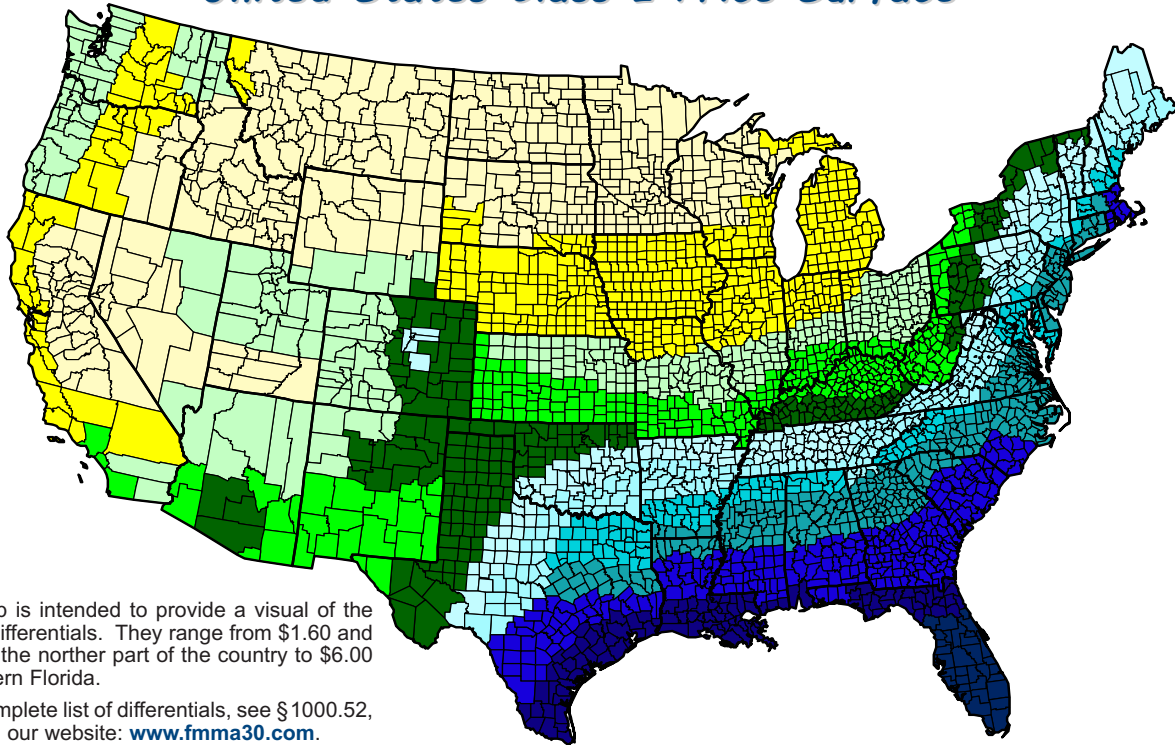 United States Class I Price Surface
is intended to provide a visual of the
ifferentials. They range from $1.60 and
the norther part of the country to $6.00
ern Florida.
mplete list of differentials, see §1000.52,
our website: www.fmma30.com.